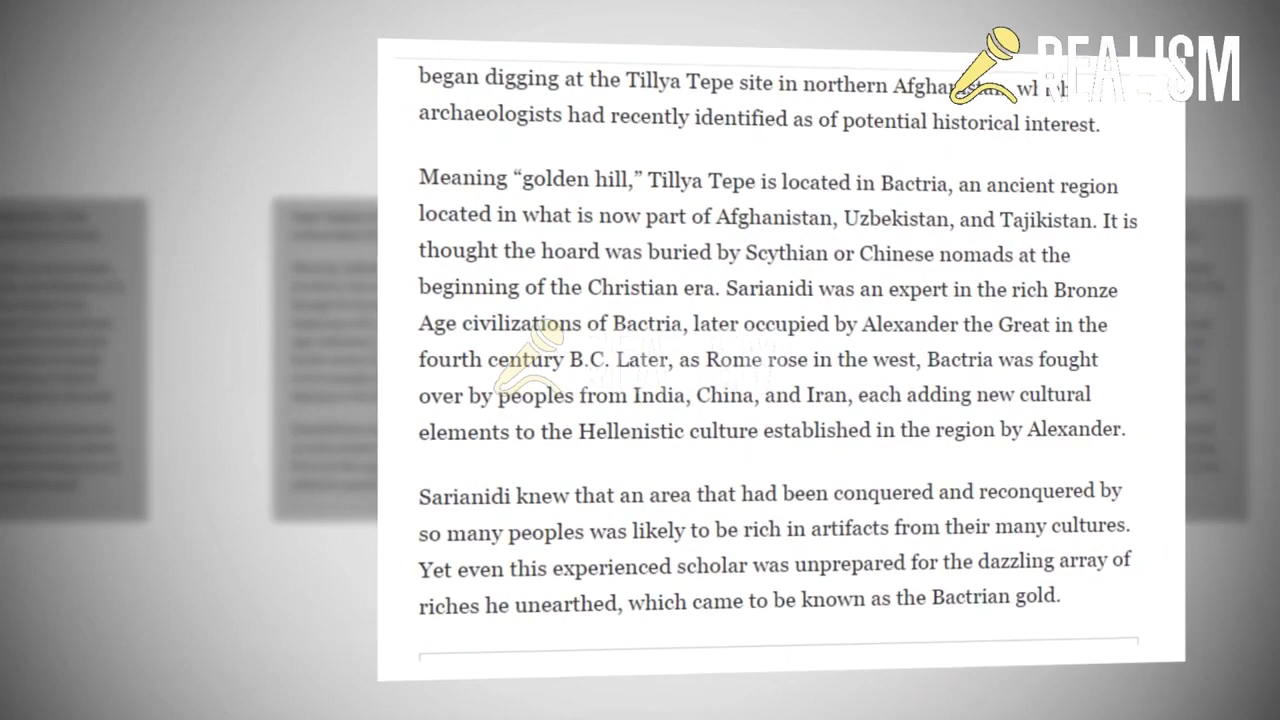 REALISM
began digging at the Tillya Tepe site in northern Afghanistan, which
archaeologists had recently identified as of potential historical interest.
Meaning “golden hill,” Tillya Tepe is located in Bactria, an ancient region
located in what is now part of Afghanistan, Uzbekistan, and Tajikistan. It is
thought the hoard was buried by Scythian or Chinese nomads at the
beginning of the Christian era. Sarianidi was an expert in the rich Bronze
Age civilizations of Bactria, later occupied by Alexander the Great in the
fourth century B.C. Later, as Rome rose in the west, Bactria was fought
over by peoples from India, China, and Iran, each adding new cultural
elements to the Hellenistic culture established in the region by Alexander.
Sarianidi knew that an area that had been conquered and reconquered by
so many peoples was likely to be rich in artifacts from their many cultures.
Yet even this experienced scholar was unprepared for the dazzling array of
riches he unearthed, which came to be known as the Bactrian gold.